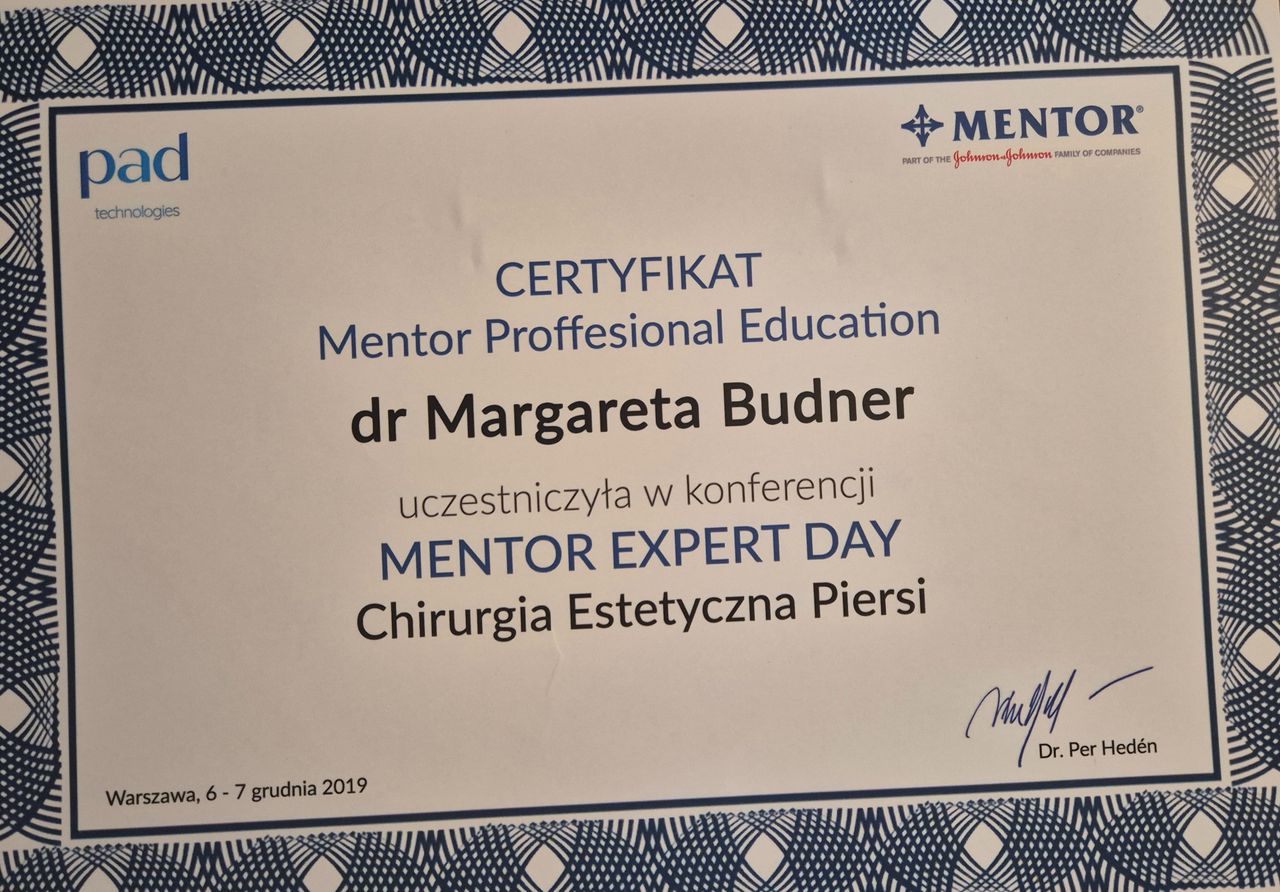 pad
technologies
MENTOR®
PART OF THE Johnson&Johnson FAMILY OF COMPANIES
CERTYFIKAT
Mentor Proffesional Education
dr Margareta Budner
uczestniczyła w konferencji
MENTOR EXPERT DAY
Chirurgia Estetyczna Piersi
Dr. Per Hedén
Warszawa, 6 - 7 grudnia 2019